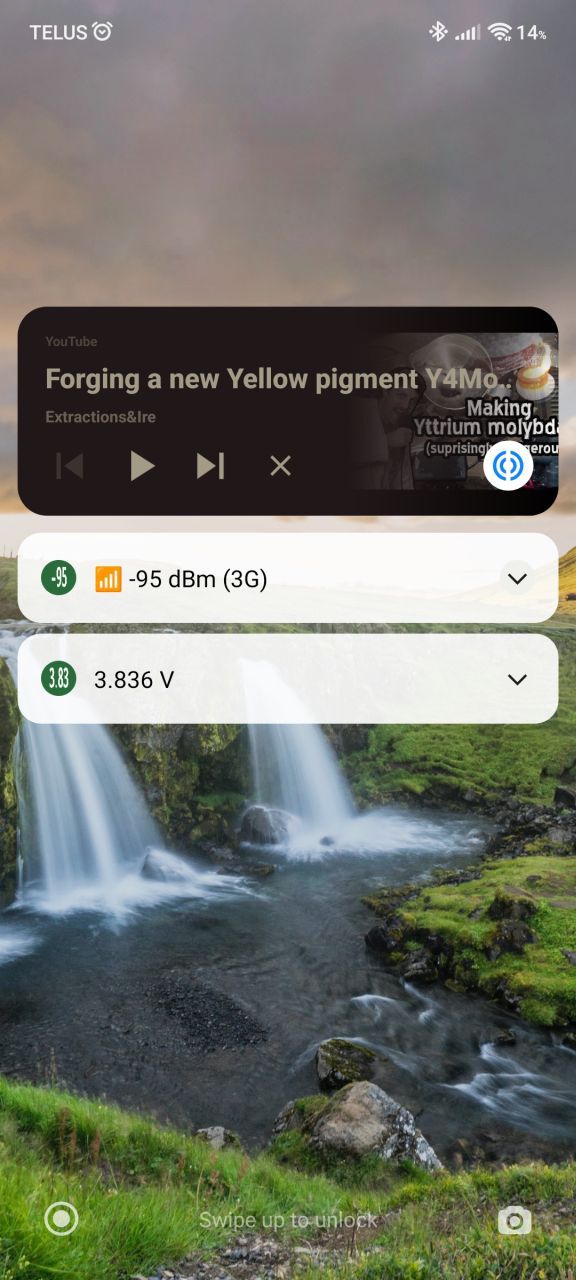 TELUS 14%
YouTube
Forging a new Yellow pigment Y4Mo..
Extractions&Ire
Making
Yttrium molybda
(suprisingly
gerou
-95 📶 -95 dBm (3G)
3.83 3.836 V
Swipe up to unlock